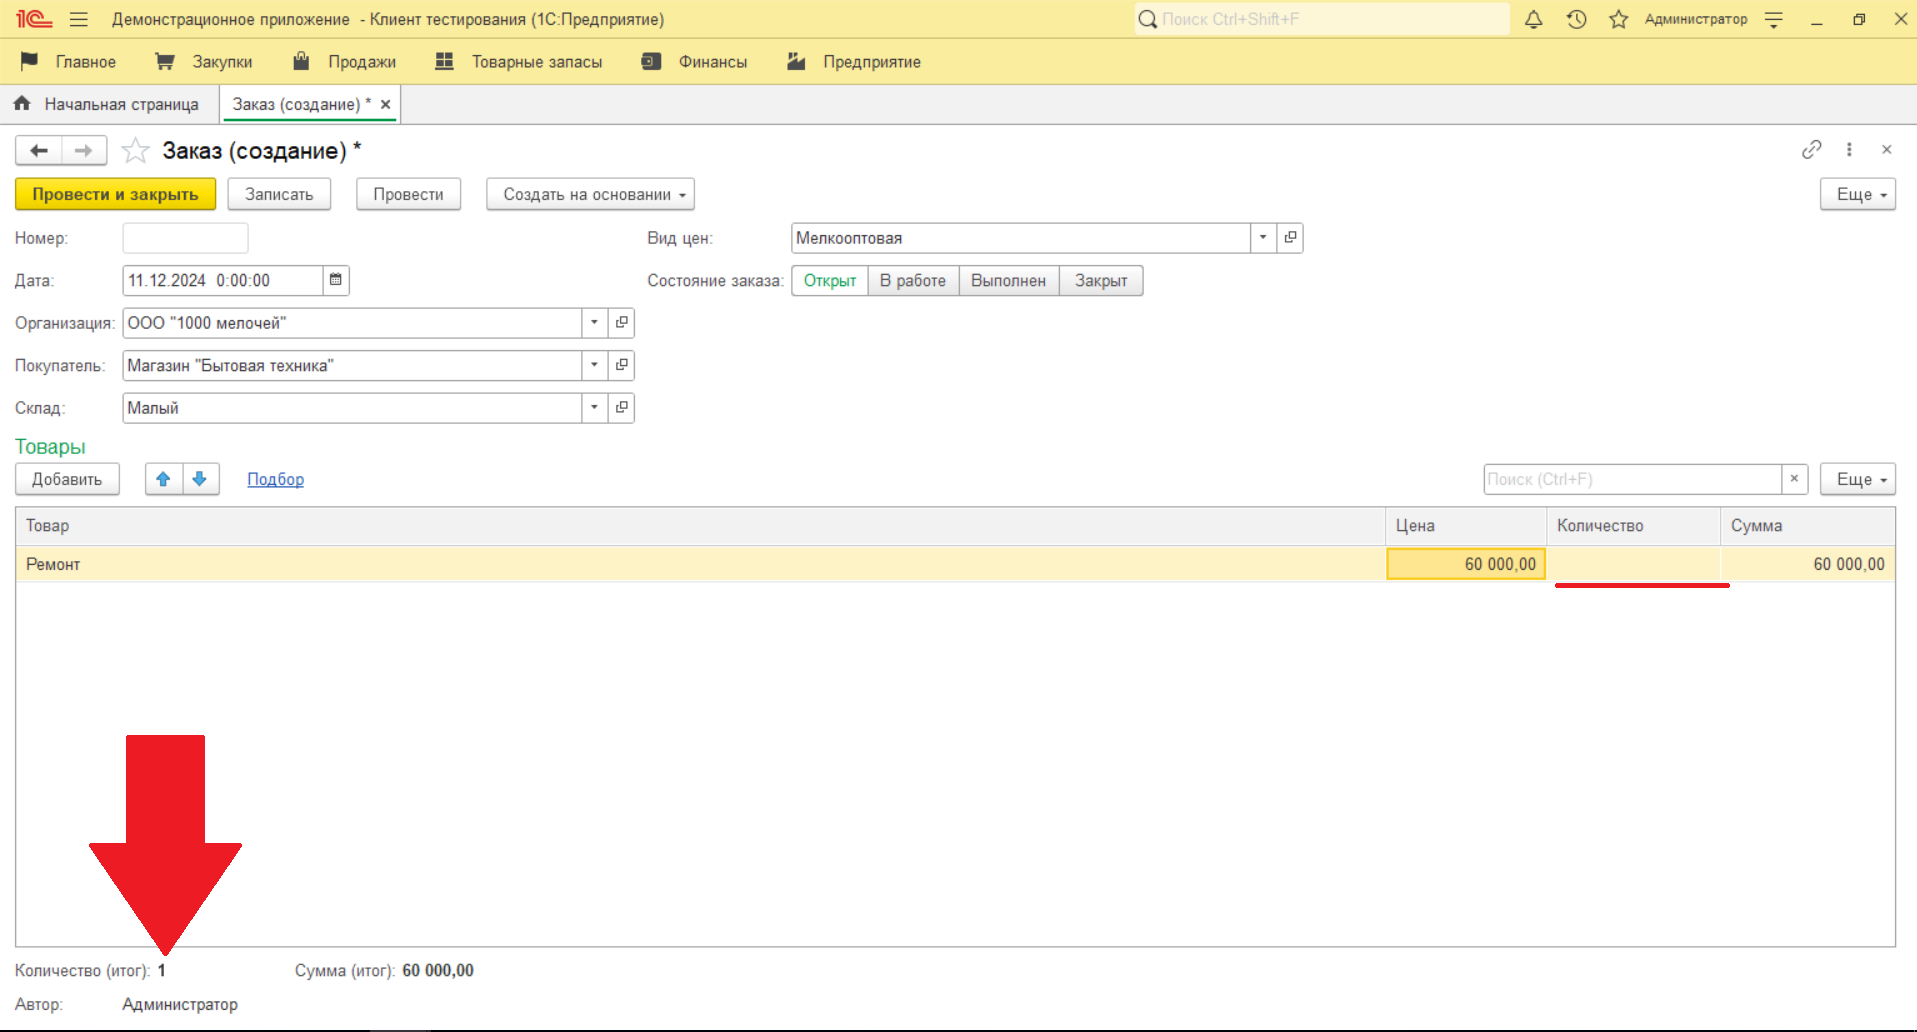 1С Демонстрационное приложение - Клиент тестирования (1С:Предприятие) Поиск Ctrl+Shift+F Администратор
Главное Закупки Продажи Товарные запасы Финансы Предприятие
Начальная страница Заказ (создание) *
Заказ (создание) *
Провести и закрыть Записать Провести Создать на основании Еще
Номер: Вид цен: Мелкооптовая
Дата: 11.12.2024 0:00:00 Состояние заказа: Открыт В работе Выполнен Закрыт
Организация: ООО "1000 мелочей"
Покупатель: Магазин "Бытовая техника"
Склад: Малый
Товары
Добавить Подбор Поиск (Ctrl+F) Еще
Товар Цена Количество Сумма
Ремонт 60 000,00 60 000,00
Количество (итог): 1 Сумма (итог): 60 000,00
Автор: Администратор